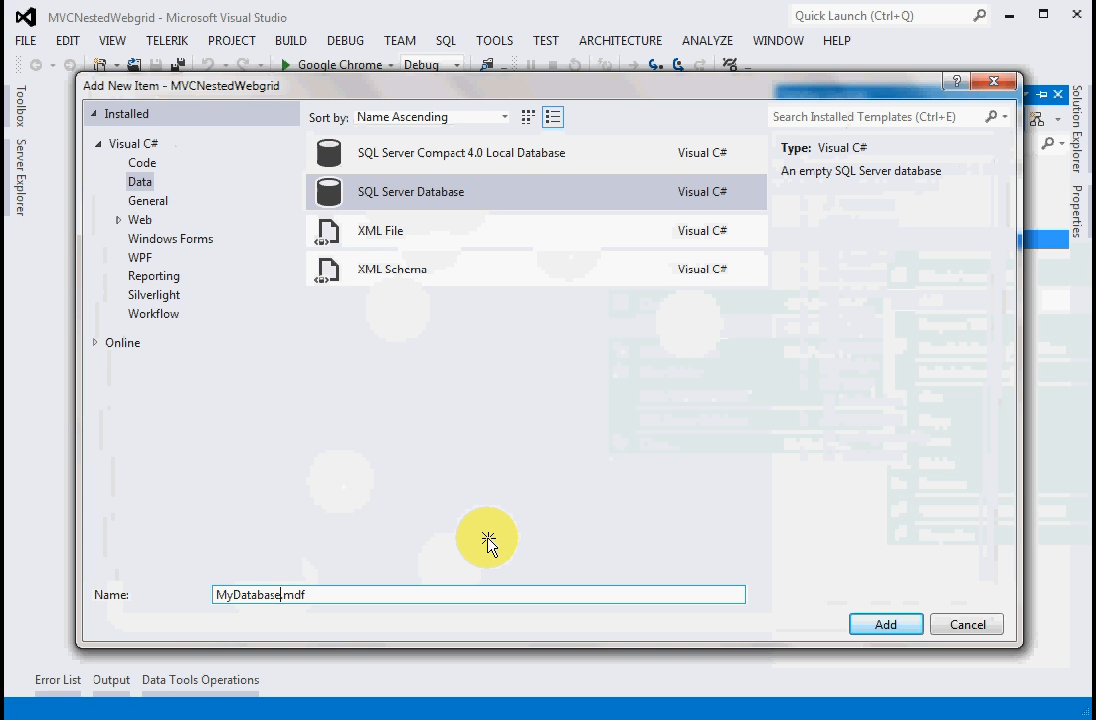 MVCNestedWebgrid - Microsoft Visual Studio
Quick Launch (Ctrl+Q)
FILE EDIT VIEW TELERIK PROJECT BUILD DEBUG TEAM SQL TOOLS TEST ARCHITECTURE ANALYZE WINDOW HELP
Google Chrome Debug
Add New Item - MVCNestedWebgrid
Toolbox
Server Explorer
Solution Explorer
Properties
Installed
Sort by: Name Ascending
Search Installed Templates (Ctrl+E)
Visual C#
Code
Data
General
Web
Windows Forms
WPF
Reporting
Silverlight
Workflow
Online
SQL Server Compact 4.0 Local Database Visual C#
SQL Server Database Visual C#
XML File Visual C#
XML Schema Visual C#
Type: Visual C#
An empty SQL Server database
Name: MyDatabase.mdf
Add Cancel
Error List Output Data Tools Operations